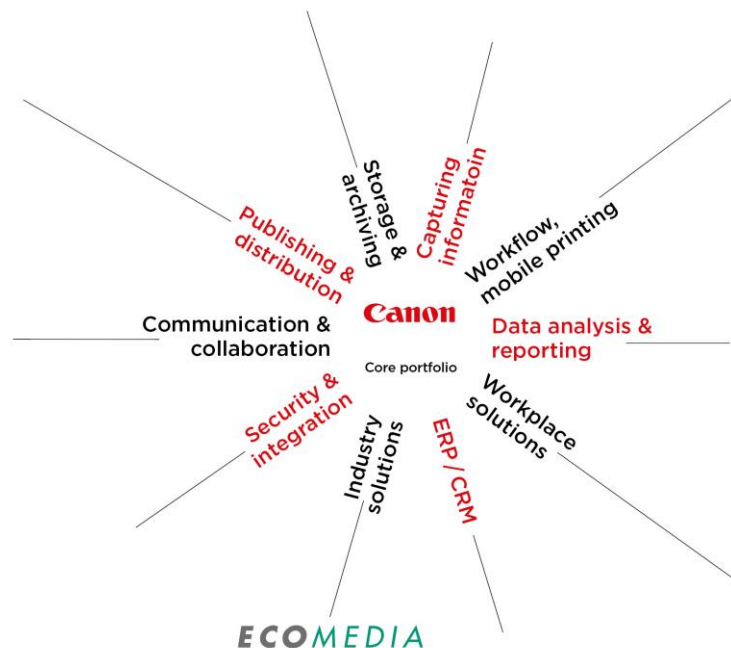 Storage &
archiving
Capturing
informatoin
Workflow,
mobile printing
Publishing &
distribution
Canon
Communication &
collaboration
Data analysis &
reporting
Core portfolio
Security &
integration
Workplace
solutions
Industry
solutions
ERP / CRM
ECOMEDIA